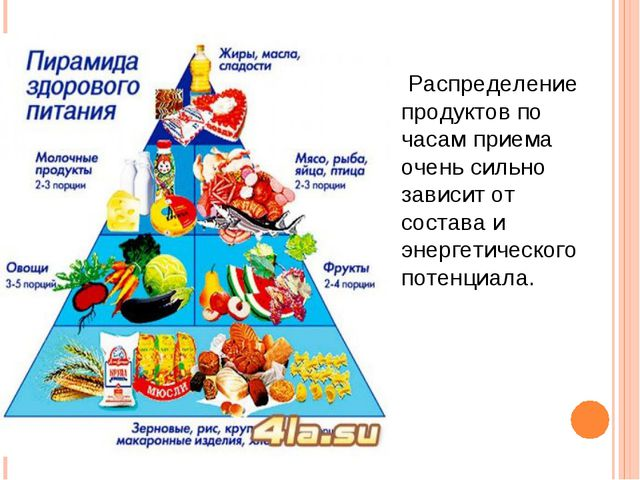 Пирамида
здорового
питания
Жиры, масла,
сладости
Молочные
продукты
2-3 порции
Мясо, рыба,
яйца, птица
2-3 порции
Овощи
3-5 порций
Фрукты
2-4 порции
КРУПА
МЮСЛИ
Зерновые, рис, круп
макаронные изделия,
4la.su
Распределение
продуктов по
часам приема
очень сильно
зависит от
состава и
энергетического
потенциала.